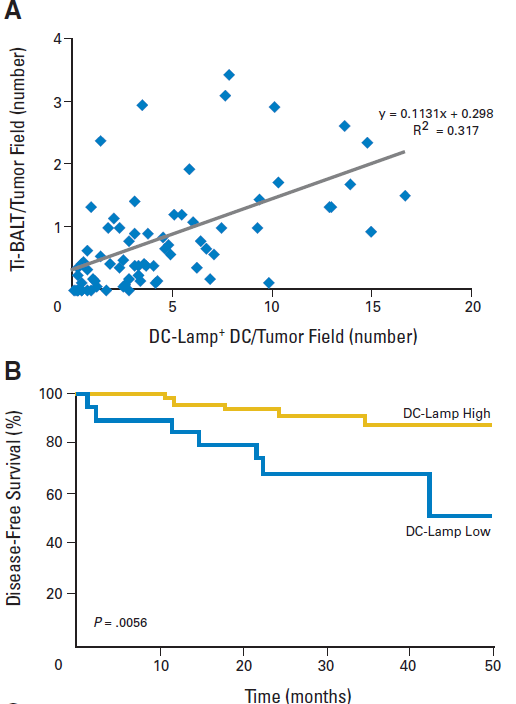 A
Ti-BALT/Tumor Field (number)
4
3
2
1
y = 0.1131x + 0.298
R² = 0.317
0
5
10
15
20
DC-Lamp⁺ DC/Tumor Field (number)
B
Disease-Free Survival (%)
100
80
60
40
20
DC-Lamp High
DC-Lamp Low
P = .0056
0
10
20
30
40
50
Time (months)